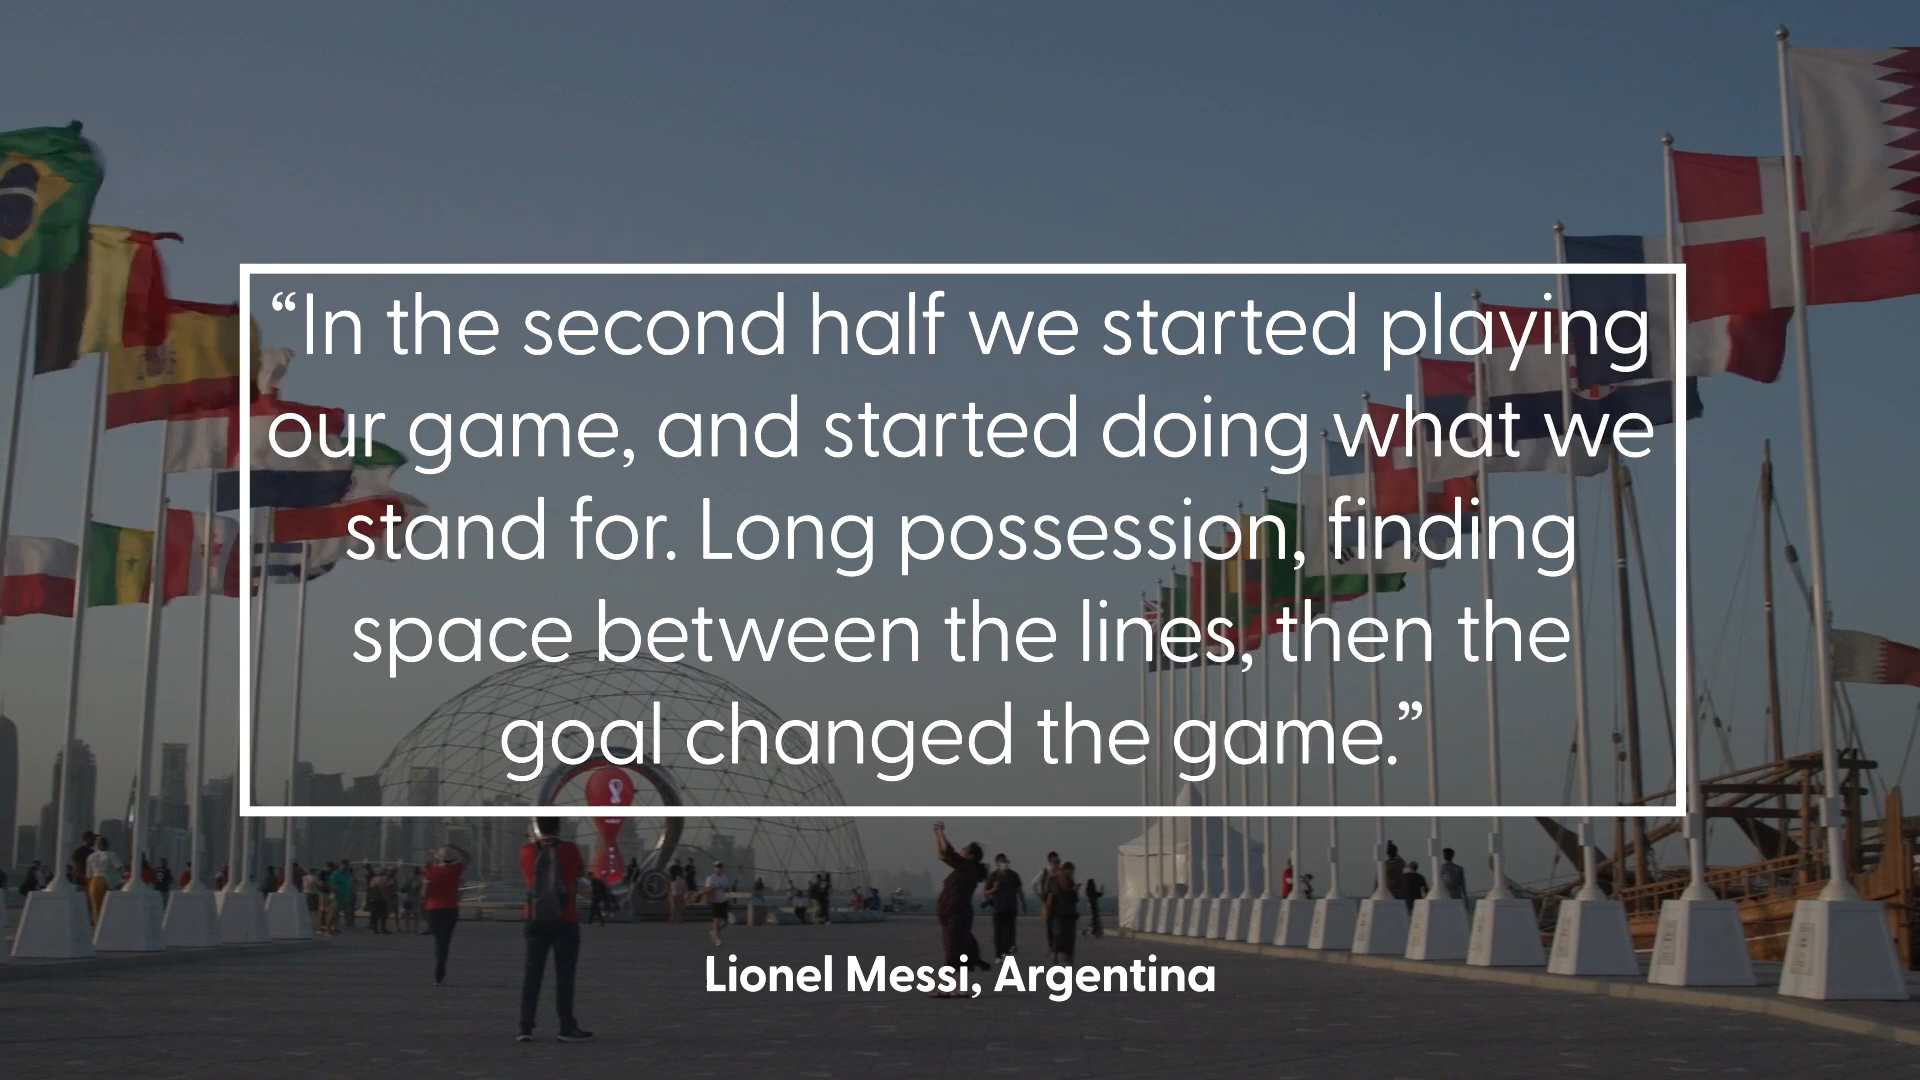 “In the second half we started playing
our game, and started doing what we
stand for. Long possession, finding
space between the lines, then the
goal changed the game.”
Lionel Messi, Argentina